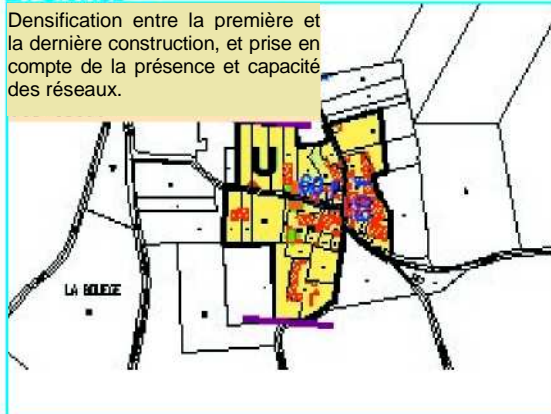 Densification entre la première et
la dernière construction, et prise en
compte de la présence et capacité
des réseaux.
U
LA BOUEGE